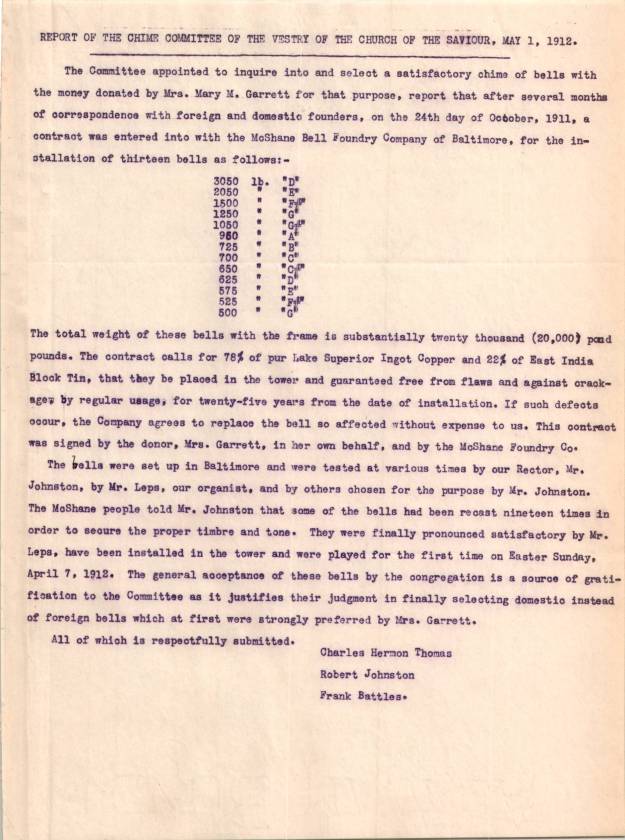 REPORT OF THE CHIME COMMITTEE OF THE VESTRY OF THE CHURCH OF THE SAVIOUR, MAY 1, 1912.
The Committee appointed to inquire into and select a satisfactory chime of bells with
the money donated by Mrs. Mary M. Garrett for that purpose, report that after several months
of correspondence with foreign and domestic founders, on the 24th day of October, 1911, a
contract was entered into with the McShane Bell Foundry Company of Baltimore, for the in-
stallation of thirteen bells as follows:-
3050 lb. "D"
2050 " "E"
1500 " "F#"
1250 " "G"
1050 " "G#"
950 " "A"
725 " "B"
700 " "C"
650 " "C#"
625 " "D"
575 " "E"
525 " "F#"
500 " "G"
The total weight of these bells with the frame is substantially twenty thousand (20,000) pond
pounds. The contract calls for 78% of pur Lake Superior Ingot Copper and 22% of East India
Block Tin, that they be placed in the tower and guaranteed free from flaws and against crack-
age, by regular usage, for twenty-five years from the date of installation. If such defects
occur, the Company agrees to replace the bell so affected without expense to us. This contract
was signed by the donor, Mrs. Garrett, in her own behalf, and by the McShane Foundry Co.
The bells were set up in Baltimore and were tested at various times by our Rector, Mr.
Johnston, by Mr. Leps, our organist, and by others chosen for the purpose by Mr. Johnston.
The McShane people told Mr. Johnston that some of the bells had been recast nineteen times in
order to secure the proper timbre and tone. They were finally pronounced satisfactory by Mr.
Leps, have been installed in the tower and were played for the first time on Easter Sunday,
April 7, 1912. The general acceptance of these bells by the congregation is a source of grati-
fication to the Committee as it justifies their judgment in finally selecting domestic instead
of foreign bells which at first were strongly preferred by Mrs. Garrett.
All of which is respectfully submitted.
Charles Hermon Thomas
Robert Johnston
Frank Battles.